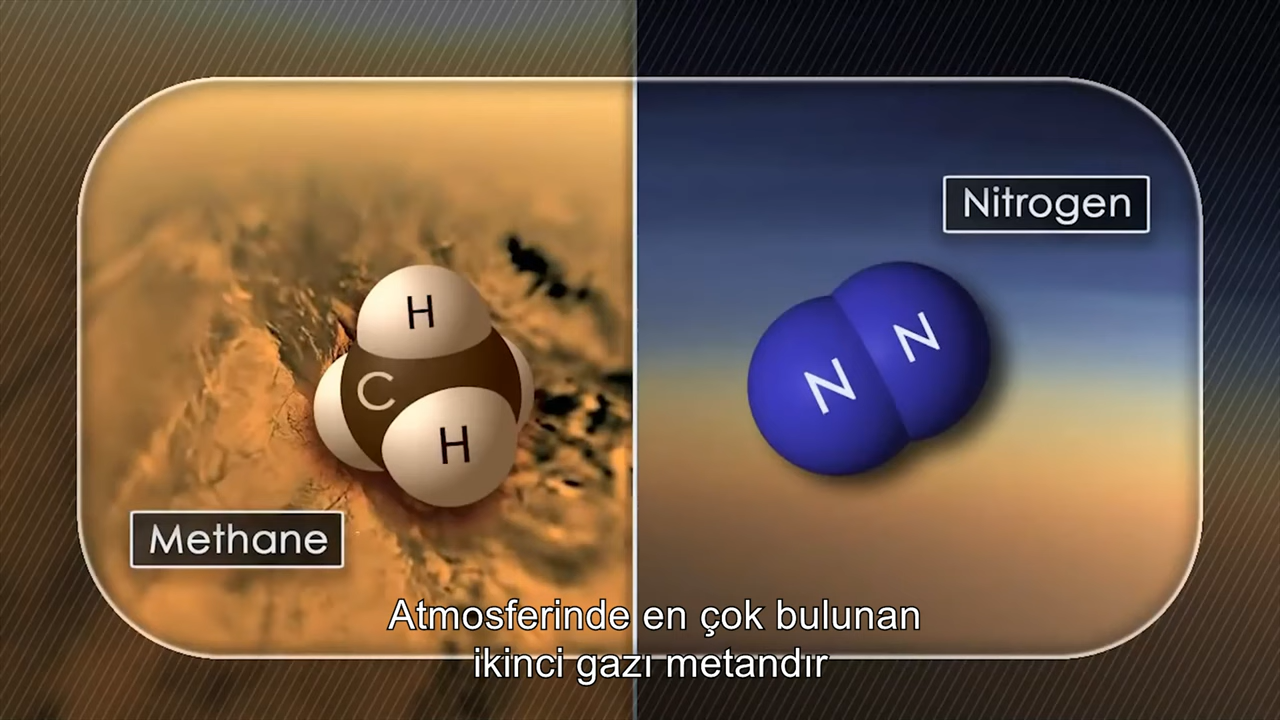 Nitrogen
H
N
N
C
H
Methane
Atmosferinde en çok bulunan
ikinci gazı metandır